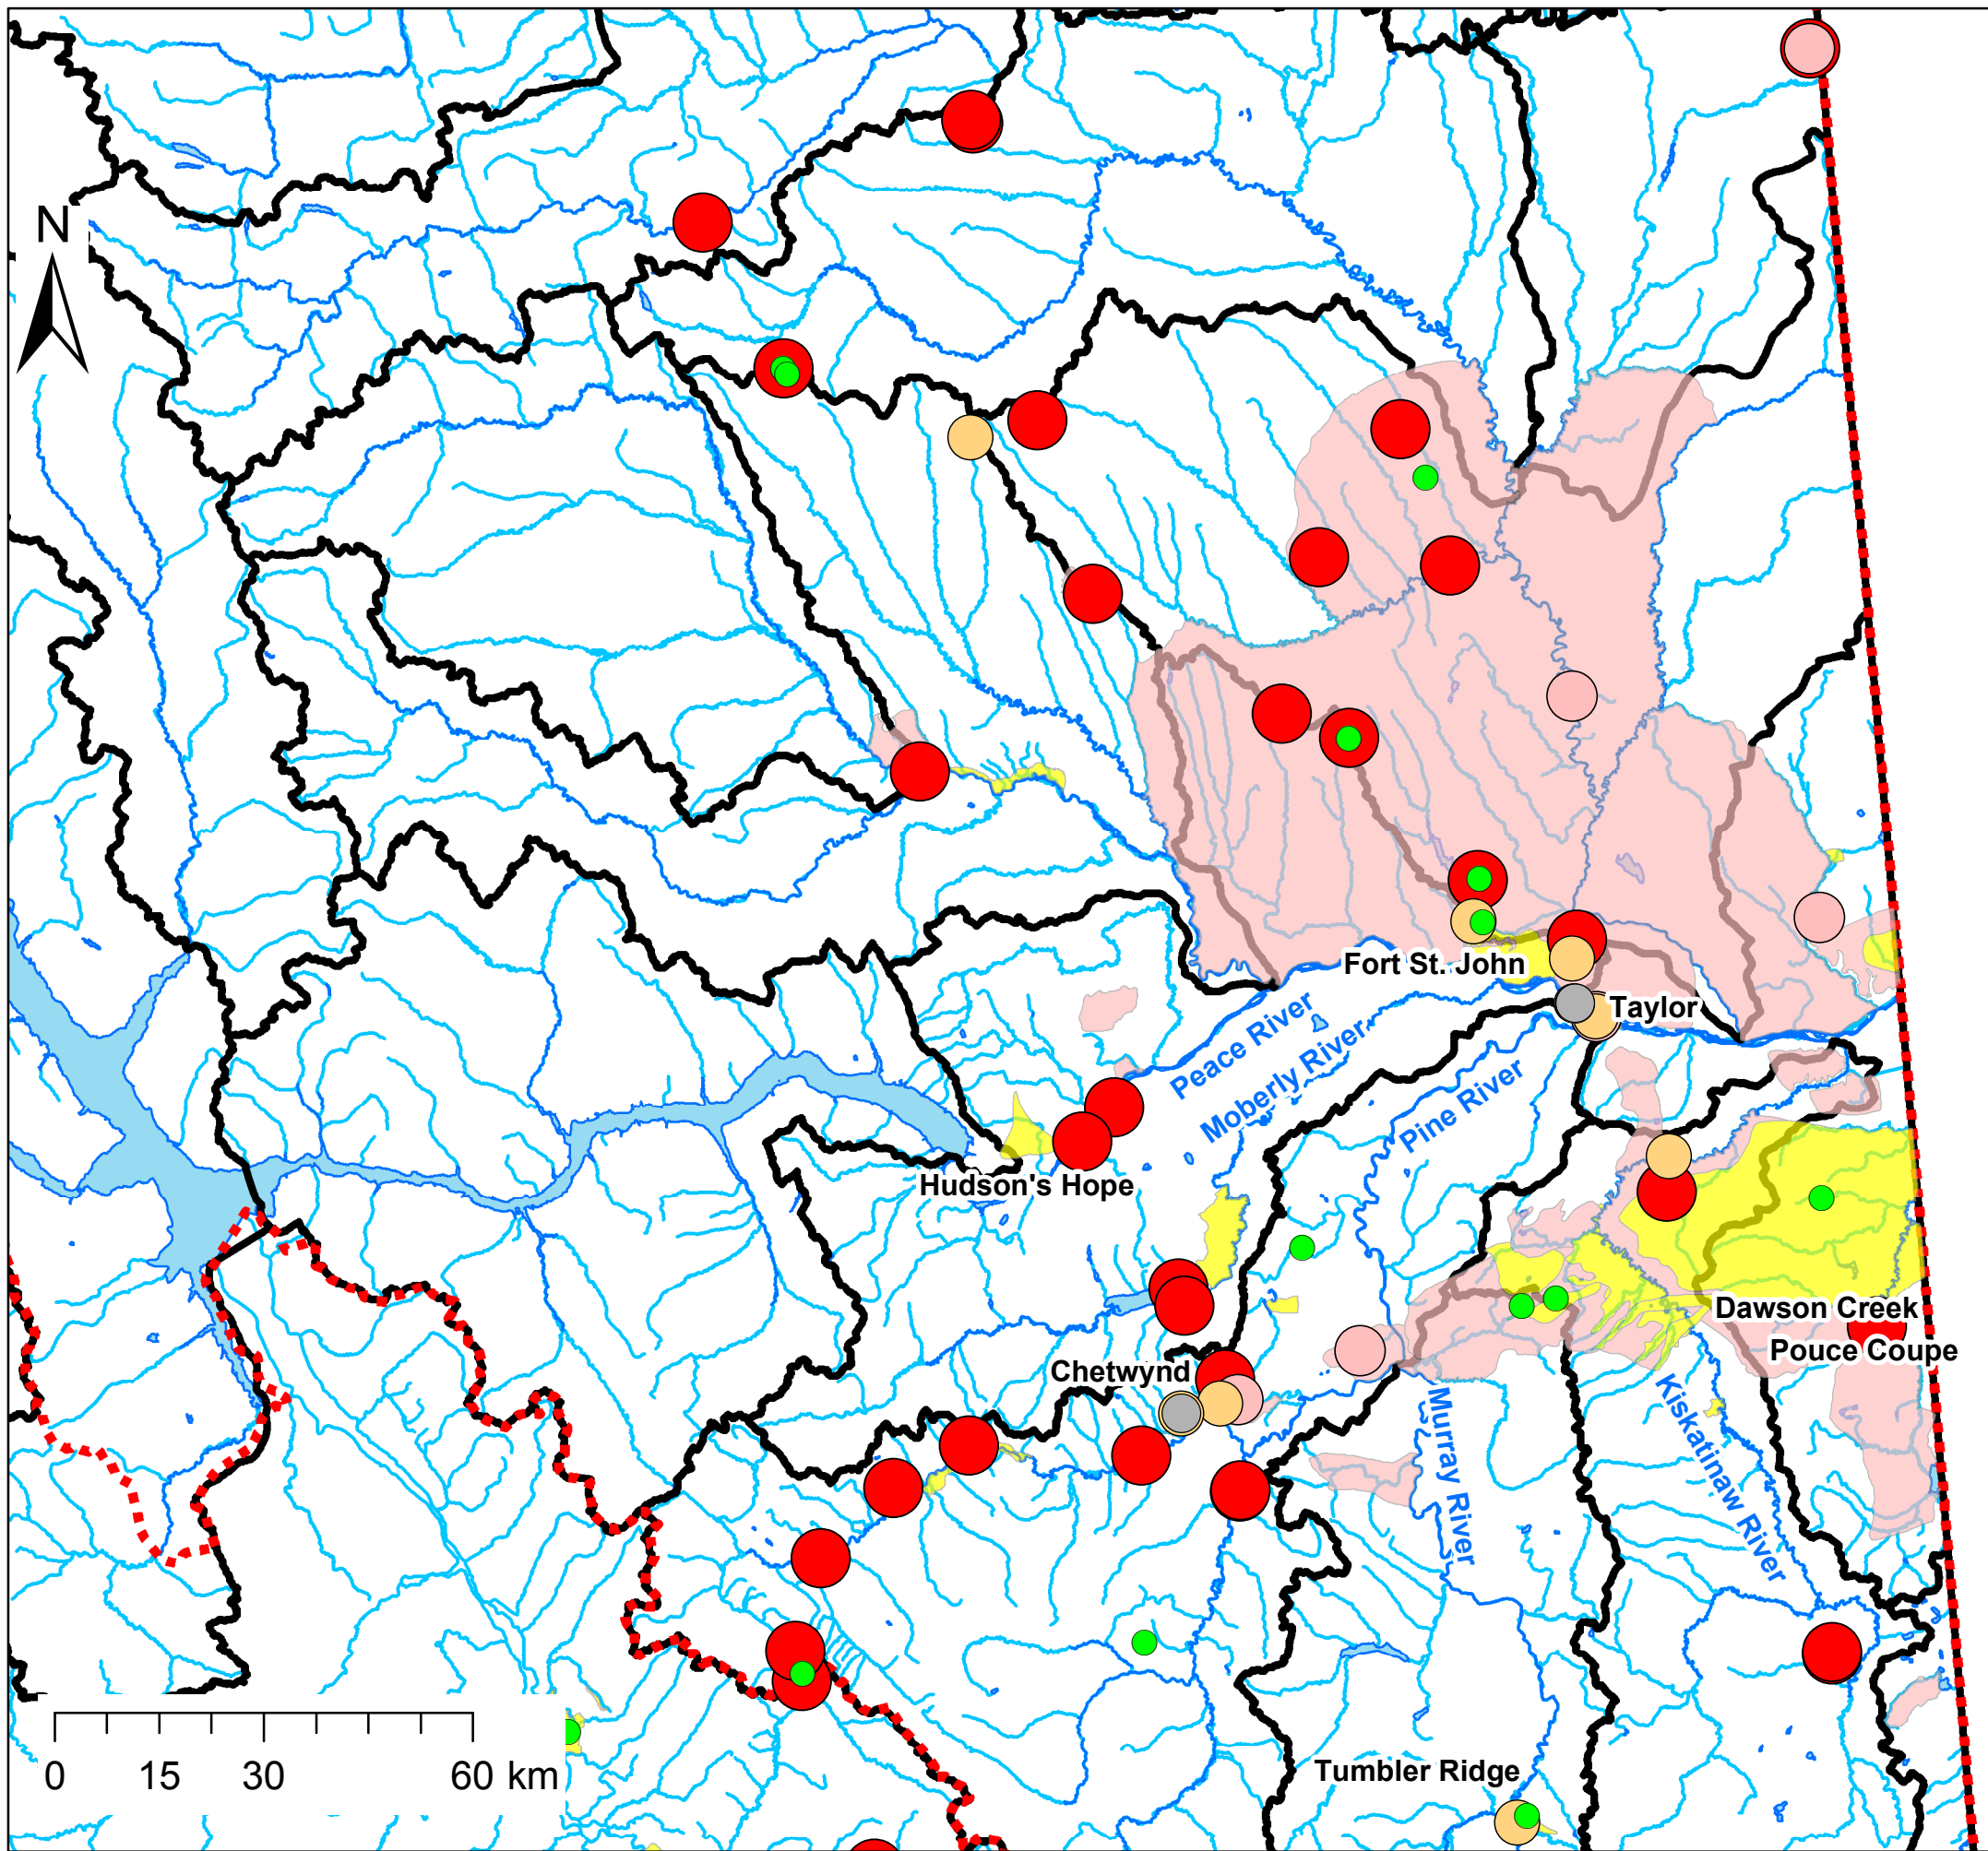 N
Fort St. John
Taylor
Peace River
Moberly River
Pine River
Hudson's Hope
Dawson Creek
Pouce Coupe
Chetwynd
Murray River
Kiskatinaw River
Tumbler Ridge
0 15 30 60 km